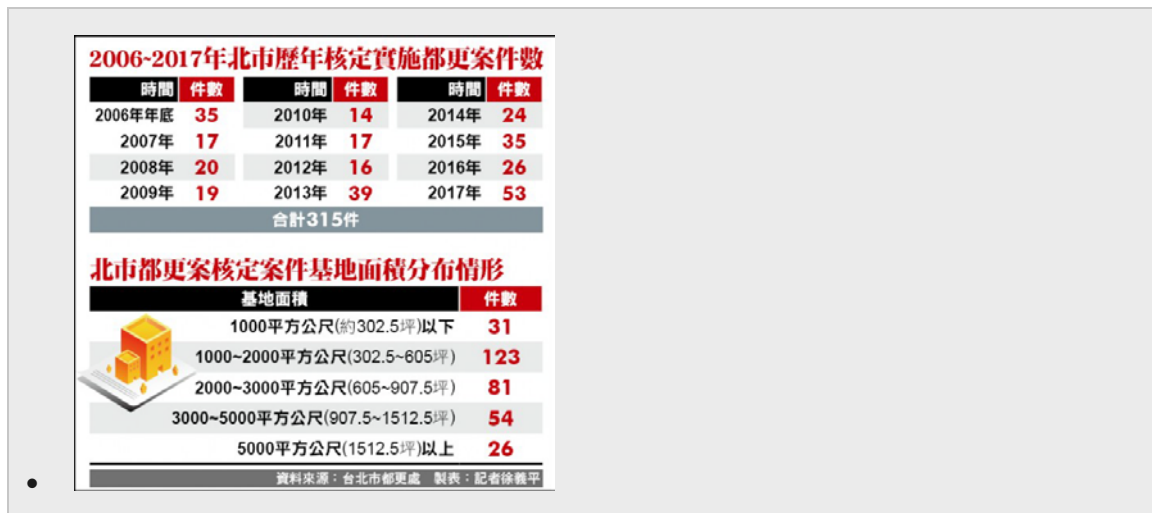 2006~2017年北市歷年核定實施都更案件數
時間 件數 時間 件數 時間 件數
2006年年底 35 2010年 14 2014年 24
2007年 17 2011年 17 2015年 35
2008年 20 2012年 16 2016年 26
2009年 19 2013年 39 2017年 53
合計315件
北市都更案核定案件基地面積分布情形
基地面積 件數
1000平方公尺(約302.5坪)以下 31
1000~2000平方公尺(302.5~605坪) 123
2000~3000平方公尺(605~907.5坪) 81
3000~5000平方公尺(907.5~1512.5坪) 54
5000平方公尺(1512.5坪)以上 26
資料來源：台北市都更處 製表：記者徐義平